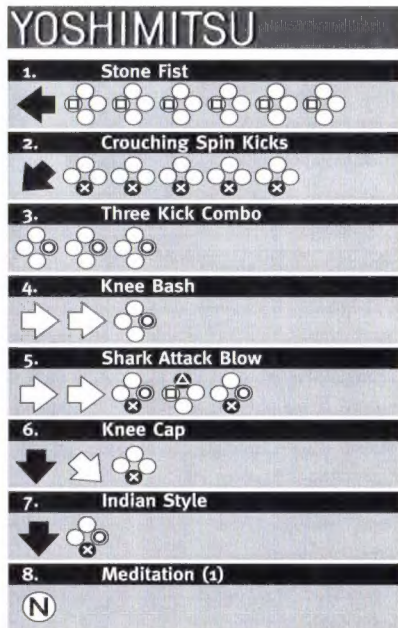 YOSHIMITSU
1. Stone Fist
2. Crouching Spin Kicks
3. Three Kick Combo
4. Knee Bash
5. Shark Attack Blow
6. Knee Cap
7. Indian Style
8. Meditation (1)
N